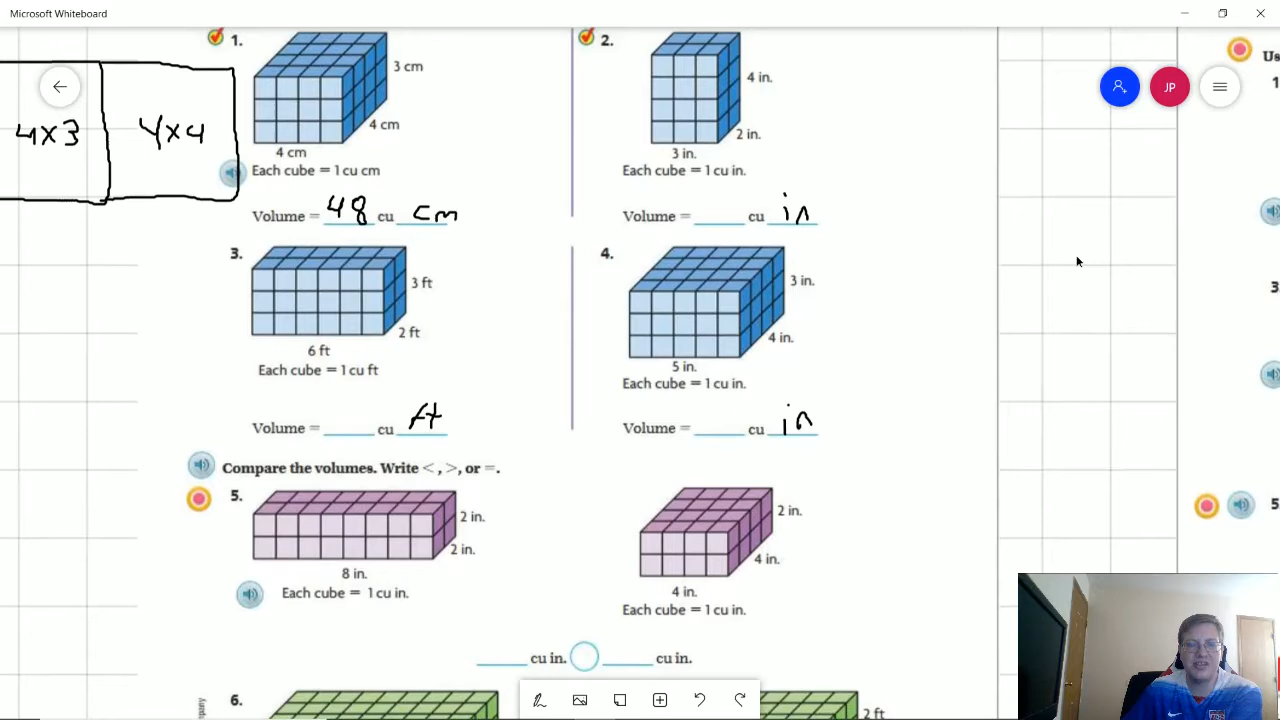 Microsoft Whiteboard
4x3
4x4
JP
Us
1
1.
3 cm
4 cm
4 cm
Each cube = 1 cu cm
Volume = 48 cu cm
2.
4 in.
2 in.
3 in.
Each cube = 1 cu in.
Volume = ____ cu in
3.
3 ft
2 ft
6 ft
Each cube = 1 cu ft
Volume = ____ cu ft
4.
3 in.
4 in.
5 in.
Each cube = 1 cu in.
Volume = ____ cu in
3
Compare the volumes. Write <, >, or =.
5.
2 in.
2 in.
8 in.
Each cube = 1 cu in.
2 in.
4 in.
4 in.
Each cube = 1 cu in.
5
____ cu in. ____ cu in.
6.
2 ft